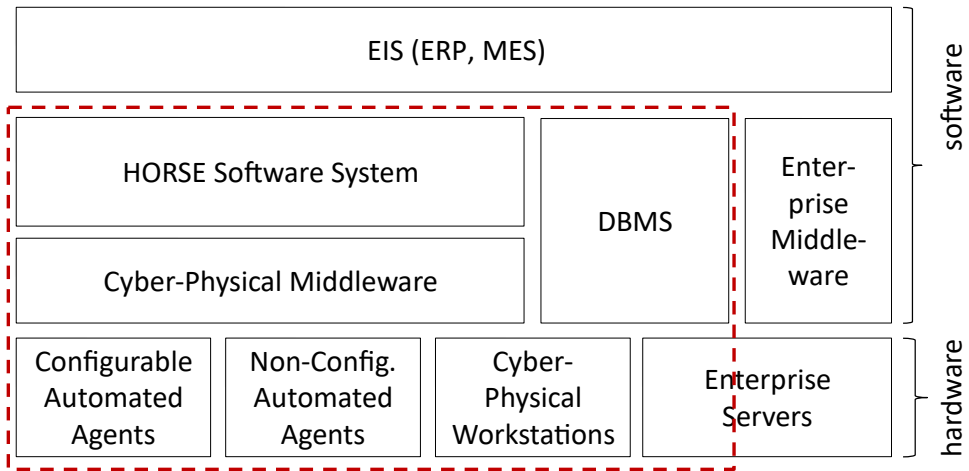 EIS (ERP, MES)
software
HORSE Software System
DBMS
Enter-
prise
Middle-
ware
Cyber-Physical Middleware
Configurable
Automated
Agents
Non-Config.
Automated
Agents
Cyber-
Physical
Workstations
Enterprise
Servers
hardware